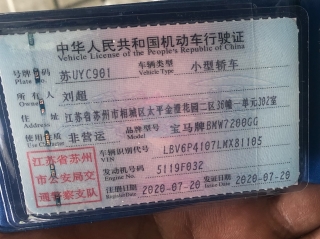 中华人民共和国机动车行驶证
Vehicle License of the People's Republic of China
号牌号码 苏UYC901 车辆类型 小型轿车
Plate No. Vehicle Type
所有人 刘超
Owner
住址 江苏省苏州市相城区太平金澄花园二区36幢一单元302室
Address
使用性质 非营运 品牌型号 宝马牌BMW7200GG
Use Character Model
江苏省苏州
市公安局交
通警察支队
车辆识别代号 LBV6P4107LMX81105
VIN
发动机号码 5119F032
Engine No.
注册日期 2020-07-20 发证日期 2020-07-20
Register Date Issue Date